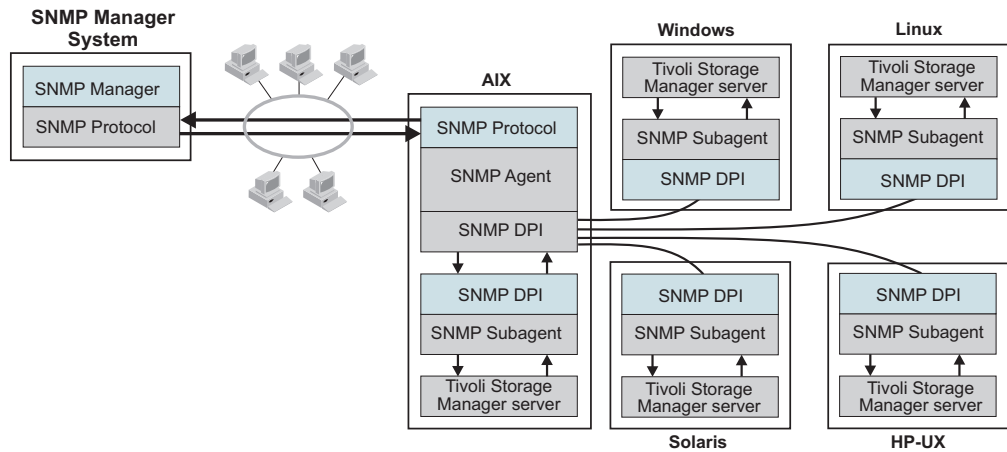 SNMP Manager
System
SNMP Manager
SNMP Protocol
AIX
SNMP Protocol
SNMP Agent
SNMP DPI
SNMP DPI
SNMP Subagent
Tivoli Storage
Manager server
Windows
Tivoli Storage
Manager server
SNMP Subagent
SNMP DPI
Linux
Tivoli Storage
Manager server
SNMP Subagent
SNMP DPI
SNMP DPI
SNMP Subagent
Tivoli Storage
Manager server
Solaris
SNMP DPI
SNMP Subagent
Tivoli Storage
Manager server
HP-UX